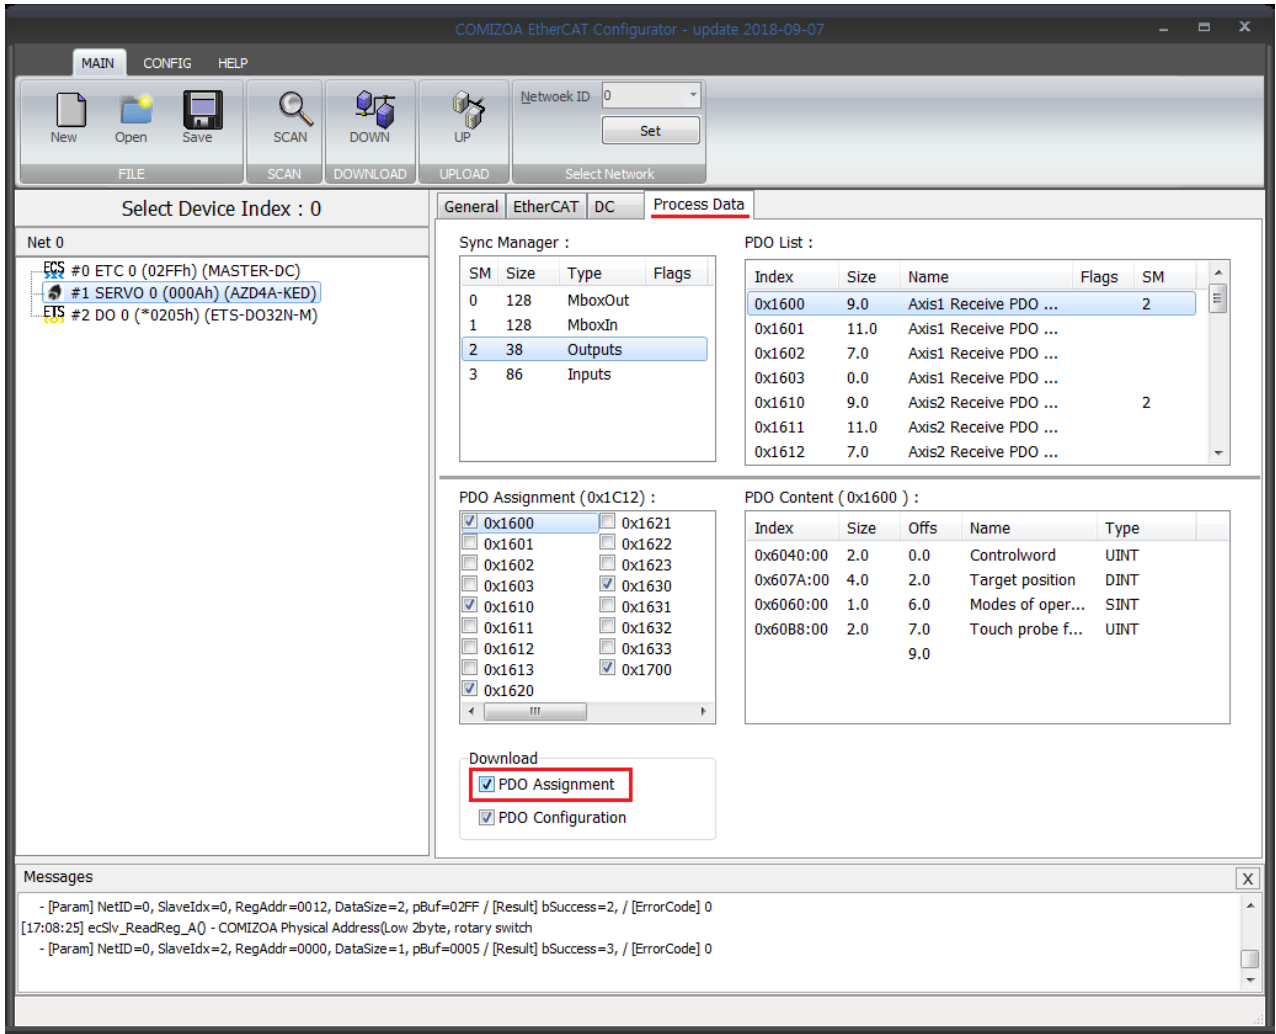 COMIZOA EtherCAT Configurator - update 2018-09-07
MAIN CONFIG HELP
New Open Save SCAN DOWN UP Netwoek ID 0
Set
FILE SCAN DOWNLOAD UPLOAD Select Network
Select Device Index : 0
Net 0
ECS #0 ETC 0 (02FFh) (MASTER-DC)
#1 SERVO 0 (000Ah) (AZD4A-KED)
ETS #2 DO 0 (*0205h) (ETS-DO32N-M)
General EtherCAT DC Process Data
Sync Manager :
SM Size Type Flags
0 128 MboxOut
1 128 MboxIn
2 38 Outputs
3 86 Inputs
PDO List :
Index Size Name Flags SM
0x1600 9.0 Axis1 Receive PDO ... 2
0x1601 11.0 Axis1 Receive PDO ...
0x1602 7.0 Axis1 Receive PDO ...
0x1603 0.0 Axis1 Receive PDO ...
0x1610 9.0 Axis2 Receive PDO ... 2
0x1611 11.0 Axis2 Receive PDO ...
0x1612 7.0 Axis2 Receive PDO ...
PDO Assignment (0x1C12) :
0x1600 0x1621
0x1601 0x1622
0x1602 0x1623
0x1603 0x1630
0x1610 0x1631
0x1611 0x1632
0x1612 0x1633
0x1613 0x1700
0x1620
PDO Content ( 0x1600 ) :
Index Size Offs Name Type
0x6040:00 2.0 0.0 Controlword UINT
0x607A:00 4.0 2.0 Target position DINT
0x6060:00 1.0 6.0 Modes of oper... SINT
0x60B8:00 2.0 7.0 Touch probe f... UINT
9.0
Download
PDO Assignment
PDO Configuration
Messages X
- [Param] NetID=0, SlaveIdx=0, RegAddr=0012, DataSize=2, pBuf=02FF / [Result] bSuccess=2, / [ErrorCode] 0
[17:08:25] ecSlv_ReadReg_A() - COMIZOA Physical Address(Low 2byte, rotary switch
- [Param] NetID=0, SlaveIdx=2, RegAddr=0000, DataSize=1, pBuf=0005 / [Result] bSuccess=3, / [ErrorCode] 0